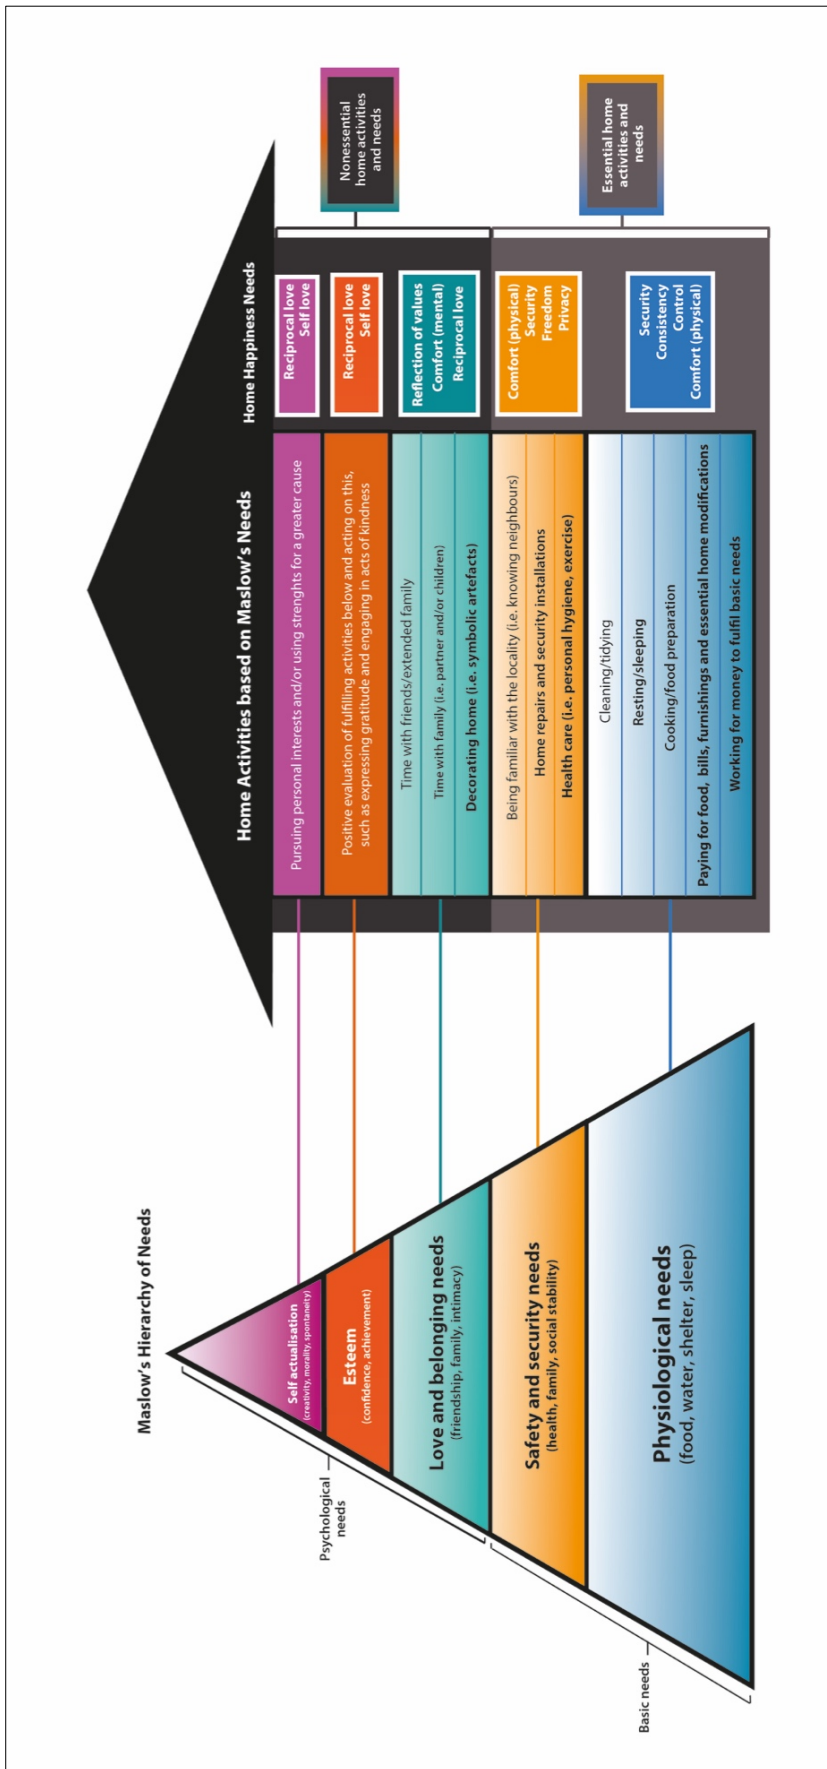 Maslow's Hierarchy of Needs
Psychological
needs
Basic needs
Self actualisation
(creativity, morality, spontaneity)
Esteem
(confidence, achievement)
Love and belonging needs
(friendship, family, intimacy)
Safety and security needs
(health, family, social stability)
Physiological needs
(food, water, shelter, sleep)
Home Activities based on Maslow's Needs
Pursuing personal interests and/or using strenghts for a greater cause
Positive evaluation of fulfilling activities below and acting on this,
such as expressing gratitude and engaging in acts of kindness
Time with friends/extended family
Time with family (i.e. partner and/or children)
Decorating home (i.e. symbolic artefacts)
Being familiar with the locality (i.e. knowing neighbours)
Home repairs and security installations
Health care (i.e. personal hygiene, exercise)
Cleaning/tidying
Resting/sleeping
Cooking/food preparation
Paying for food, bills, furnishings and essential home modifications
Working for money to fulfil basic needs
Home Happiness Needs
Reciprocal love
Self love
Reciprocal love
Self love
Reflection of values
Comfort (mental)
Reciprocal love
Comfort (physical)
Security
Freedom
Privacy
Security
Consistency
Control
Comfort (physical)
Nonessential
home activities
and needs
Essential home
activities and
needs